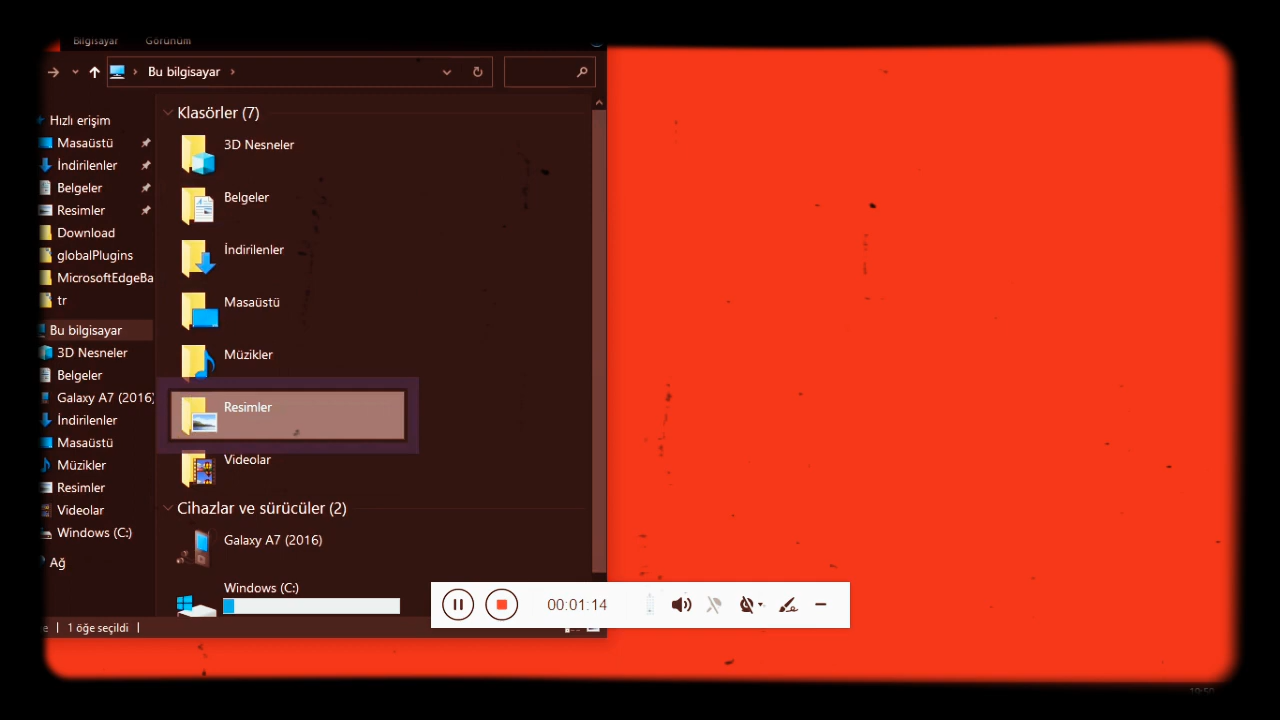 Bilgisayar Görünüm
Bu bilgisayar
Klasörler (7)
3D Nesneler
Belgeler
İndirilenler
Masaüstü
Müzikler
Resimler
Videolar
Cihazlar ve sürücüler (2)
Galaxy A7 (2016)
Windows (C:)
Hızlı erişim
Masaüstü
İndirilenler
Belgeler
Resimler
Download
globalPlugins
MicrosoftEdgeBa
tr
Bu bilgisayar
3D Nesneler
Belgeler
Galaxy A7 (2016)
İndirilenler
Masaüstü
Müzikler
Resimler
Videolar
Windows (C:)
Ağ
e 1 öğe seçildi
00:01:14
19:50